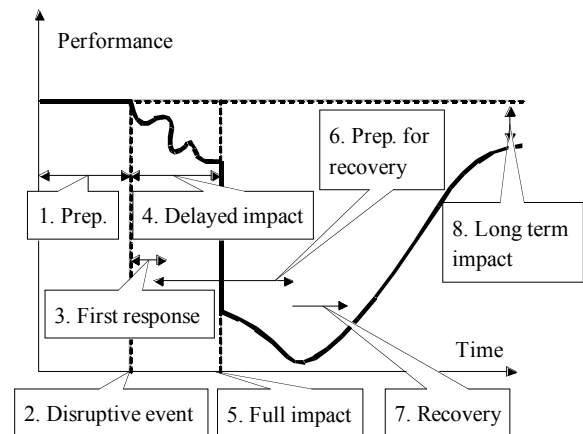 Performance
6. Prep. for
recovery
1. Prep.
4. Delayed impact
8. Long term
impact
3. First response
Time
2. Disruptive event
5. Full impact
7. Recovery